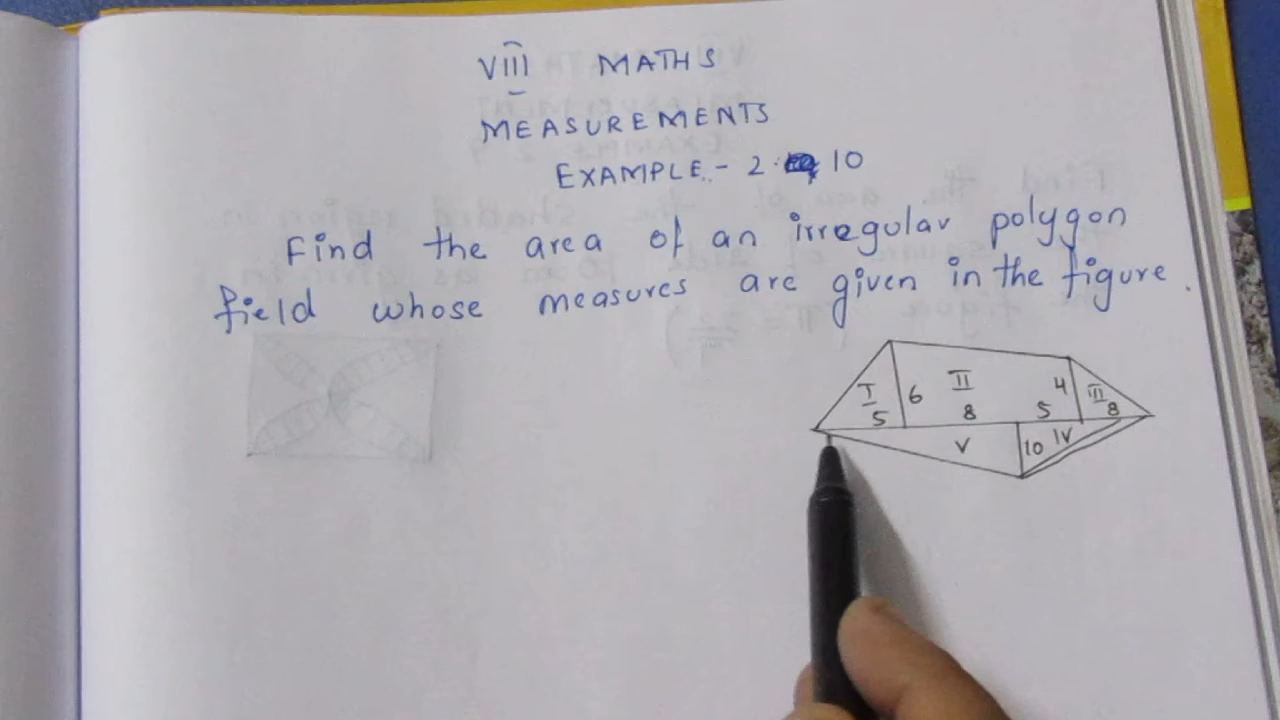 VIII MATHS
MEASUREMENTS
EXAMPLE - 2. 10
Find the area of an irregular polygon
field whose measures are given in the figure.
I 6 II 4 III
5 8 5 8
V 10 IV